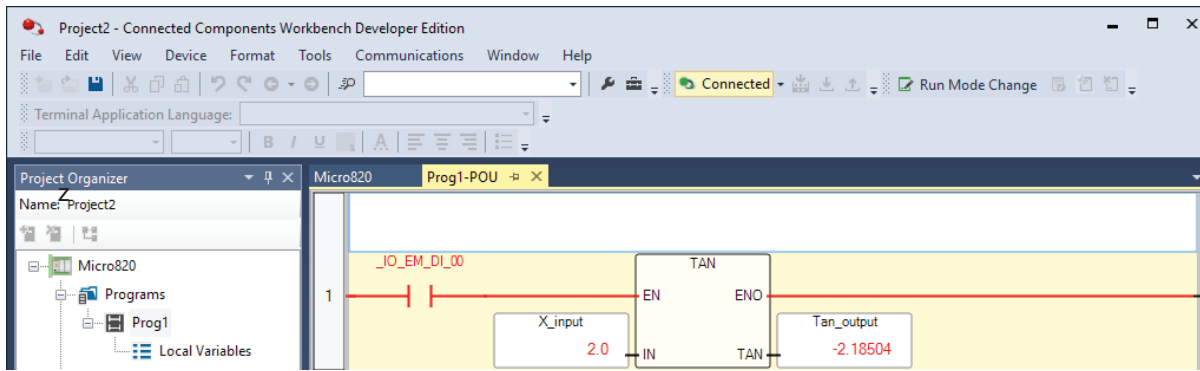 Project2 - Connected Components Workbench Developer Edition
File Edit View Device Format Tools Communications Window Help
Connected Run Mode Change
Terminal Application Language:
B I U A
Project Organizer Micro820 Prog1-POU
Z
Name: Project2
Micro820
_IO_EM_DI_00 TAN
Programs
1 EN ENO
Prog1
X_input Tan_output
Local Variables
2.0 IN TAN -2.18504